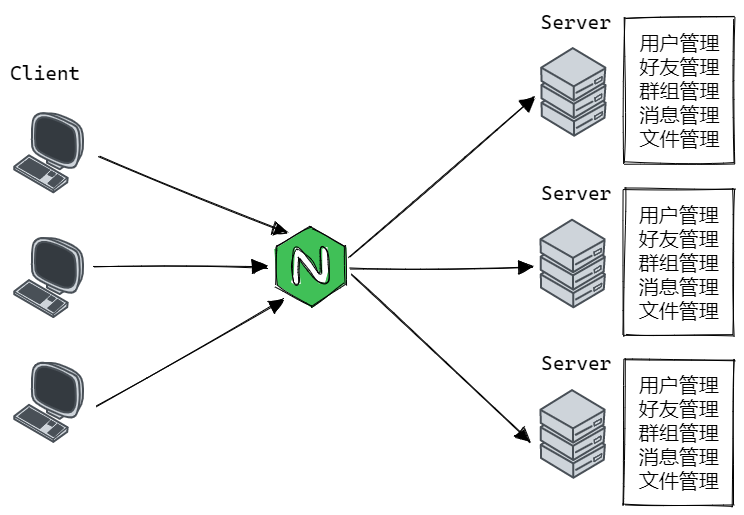 Client
N
Server
用户管理
好友管理
群组管理
消息管理
文件管理
Server
用户管理
好友管理
群组管理
消息管理
文件管理
Server
用户管理
好友管理
群组管理
消息管理
文件管理